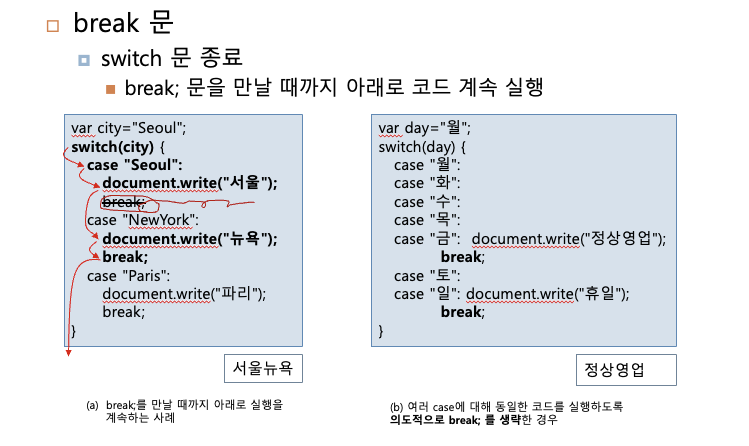 break 문
switch 문 종료
break; 문을 만날 때까지 아래로 코드 계속 실행
var city="Seoul";
switch(city) {
case "Seoul":
document.write("서울");
break;
case "NewYork":
document.write("뉴욕");
break;
case "Paris":
document.write("파리");
break;
}
서울뉴욕
(a) break;를 만날 때까지 아래로 실행을
계속하는 사례
var day="월";
switch(day) {
case "월":
case "화":
case "수":
case "목":
case "금": document.write("정상영업");
break;
case "토":
case "일": document.write("휴일");
break;
}
정상영업
(b) 여러 case에 대해 동일한 코드를 실행하도록
의도적으로 break; 를 생략한 경우